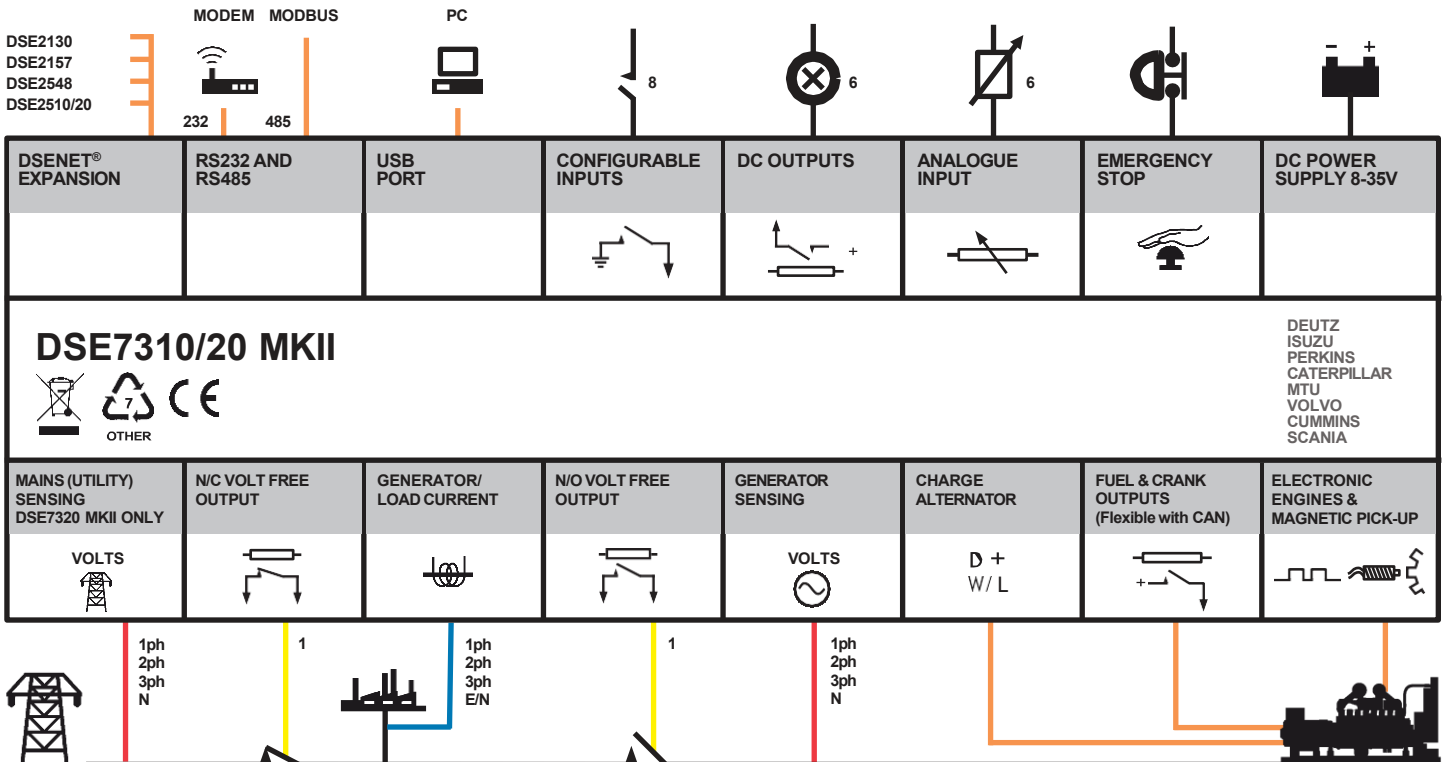 MODEM MODBUS PC
DSE2130
DSE2157
DSE2548
DSE2510/20
232 485
8
6
6
- +
DSENET®
EXPANSION
RS232 AND
RS485
USB
PORT
CONFIGURABLE
INPUTS
DC OUTPUTS
ANALOGUE
INPUT
EMERGENCY
STOP
DC POWER
SUPPLY 8-35V
+
DSE7310/20 MKII
7
OTHER
CE
DEUTZ
ISUZU
PERKINS
CATERPILLAR
MTU
VOLVO
CUMMINS
SCANIA
MAINS (UTILITY)
SENSING
DSE7320 MKII ONLY
N/C VOLT FREE
OUTPUT
GENERATOR/
LOAD CURRENT
N/O VOLT FREE
OUTPUT
GENERATOR
SENSING
CHARGE
ALTERNATOR
FUEL & CRANK
OUTPUTS
(Flexible with CAN)
ELECTRONIC
ENGINES &
MAGNETIC PICK-UP
VOLTS
VOLTS
D +
W/ L
+
1ph
2ph
3ph
N
1
1ph
2ph
3ph
E/N
1
1ph
2ph
3ph
N